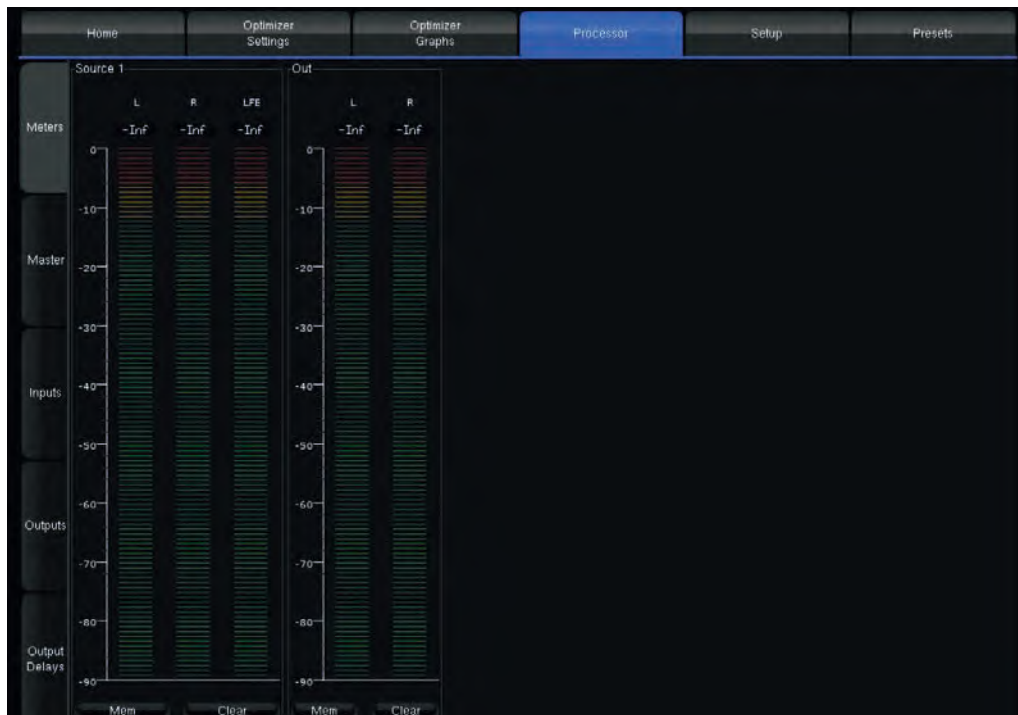 Home
Optimizer
Settings
Optimizer
Graphs
Processor
Setup
Presets
Meters
Master
Inputs
Outputs
Output
Delays
Source 1
L R LFE
-Inf -Inf -Inf
0
-10
-20
-30
-40
-50
-60
-70
-80
-90
Mem Clear
Out
L R
-Inf -Inf
0
-10
-20
-30
-40
-50
-60
-70
-80
-90
Mem Clear